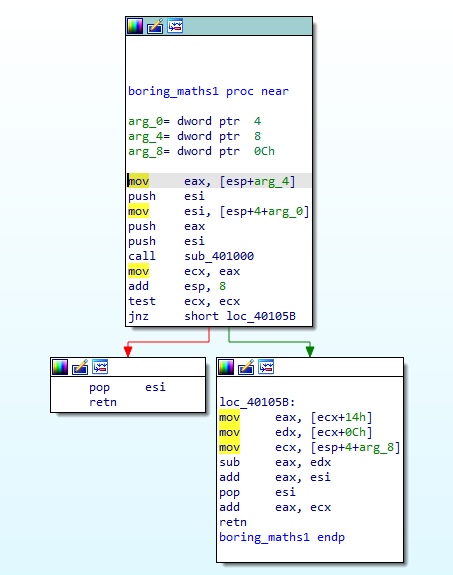 boring_maths1 proc near
arg_0= dword ptr  4
arg_4= dword ptr  8
arg_8= dword ptr  0Ch
mov     eax, [esp+arg_4]
push    esi
mov     esi, [esp+4+arg_0]
push    eax
push    esi
call    sub_401000
mov     ecx, eax
add     esp, 8
test    ecx, ecx
jnz     short loc_40105B
pop     esi
retn
loc_40105B:
mov     eax, [ecx+14h]
mov     edx, [ecx+0Ch]
mov     ecx, [esp+4+arg_8]
sub     eax, edx
add     eax, esi
pop     esi
add     eax, ecx
retn
boring_maths1 endp